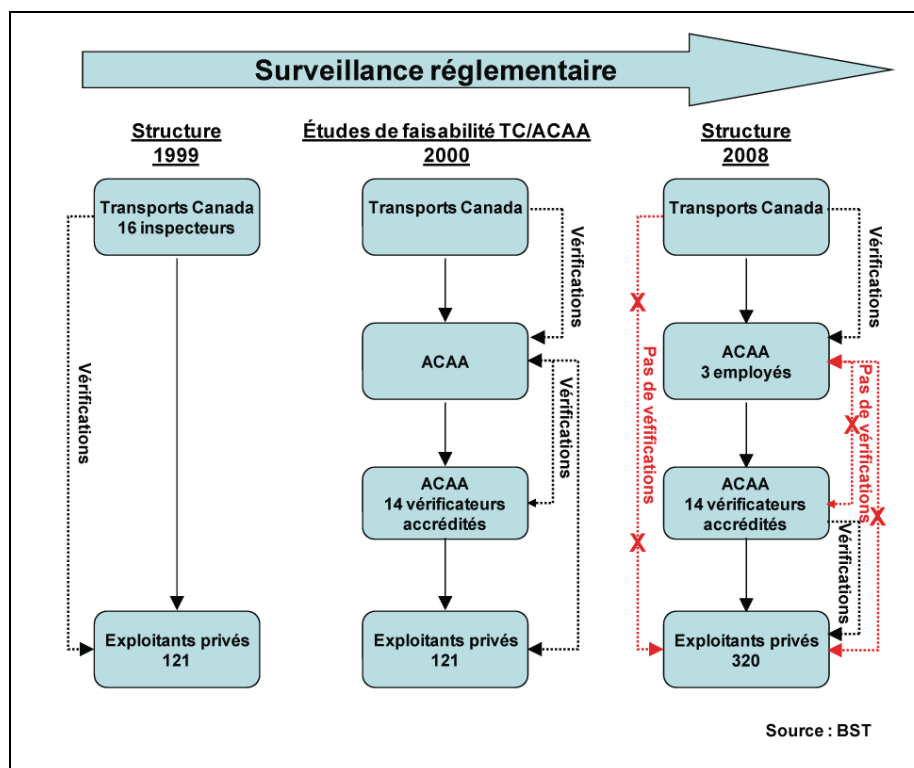 Surveillance réglementaire
Structure
1999
Transports Canada
16 inspecteurs
Vérifications
Exploitants privés
121
Études de faisabilité TC/ACAA
2000
Transports Canada
Vérifications
ACAA
Vérifications
ACAA
14 vérificateurs
accrédités
Exploitants privés
121
Structure
2008
Transports Canada
Vérifications
X
Pas de véfifications
X
ACAA
3 employés
Pas de vérifications
X
X
ACAA
14 vérificateurs
accrédités
Vérifications
Exploitants privés
320
Source : BST